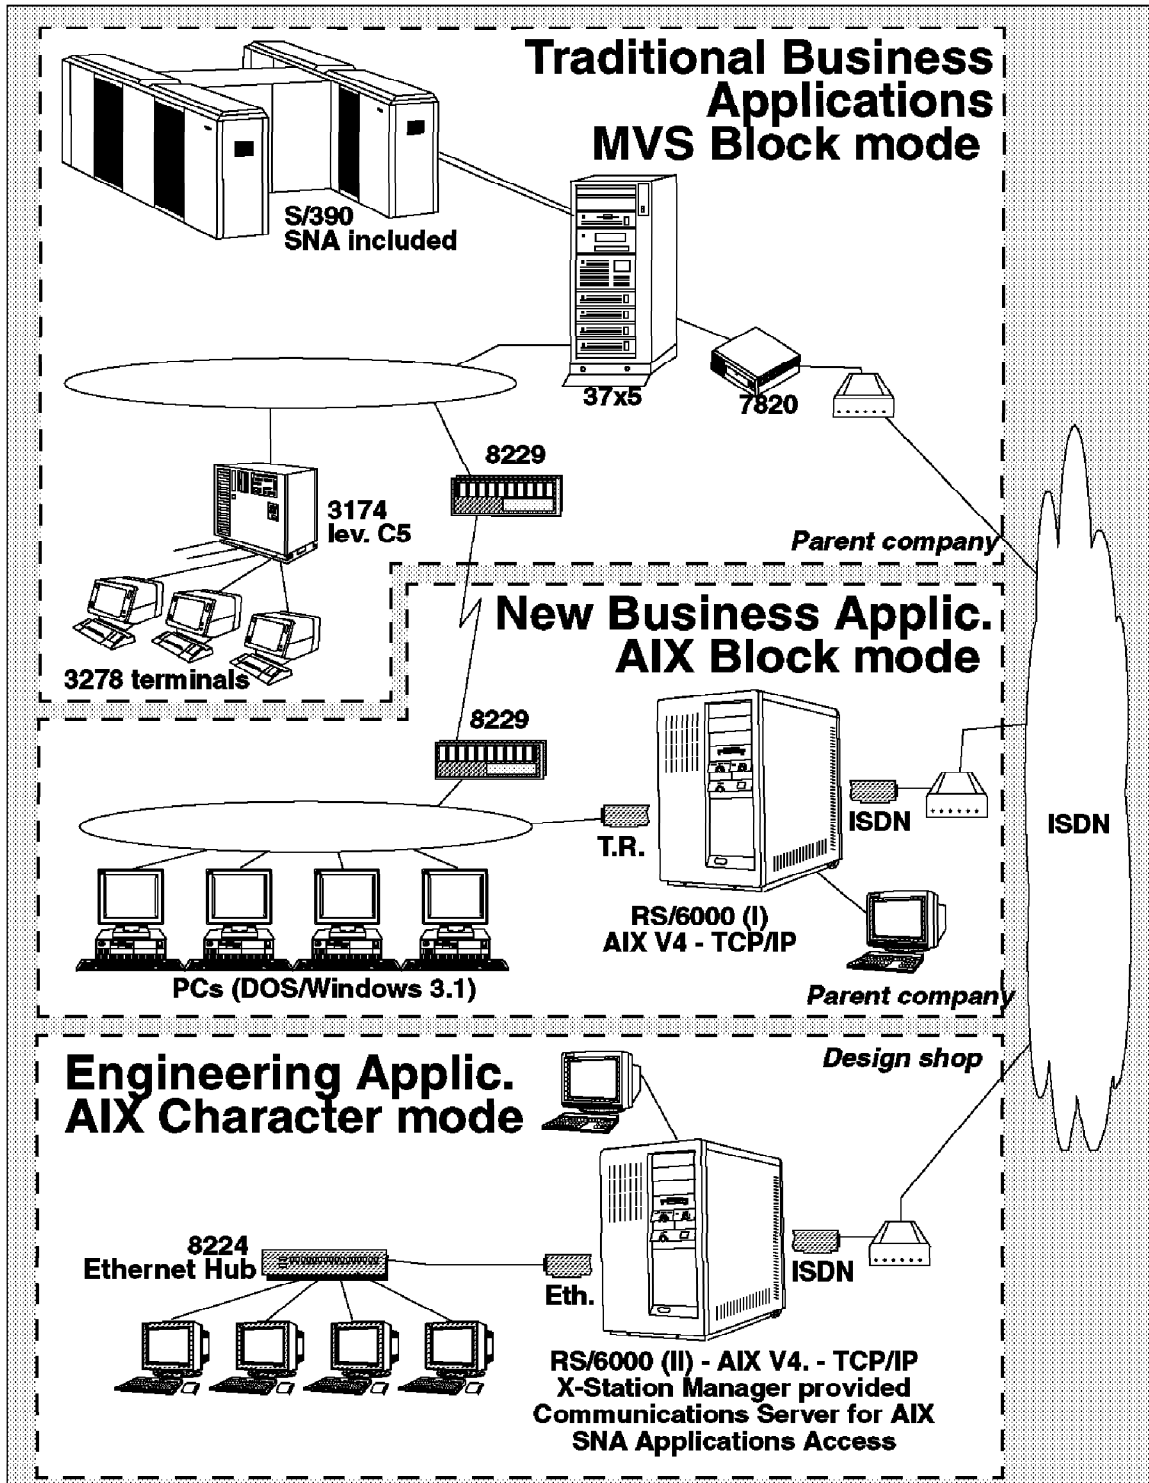 Traditional Business
Applications
MVS Block mode
S/390
SNA included
37x5
7820
8229
3174
lev. C5
Parent company
3278 terminals
New Business Applic.
AIX Block mode
8229
T.R.
ISDN
ISDN
RS/6000 (I)
AIX V4 - TCP/IP
PCs (DOS/Windows 3.1)
Parent company
Engineering Applic.
AIX Character mode
Design shop
8224
Ethernet Hub
Eth.
ISDN
RS/6000 (II) - AIX V4. - TCP/IP
X-Station Manager provided
Communications Server for AIX
SNA Applications Access